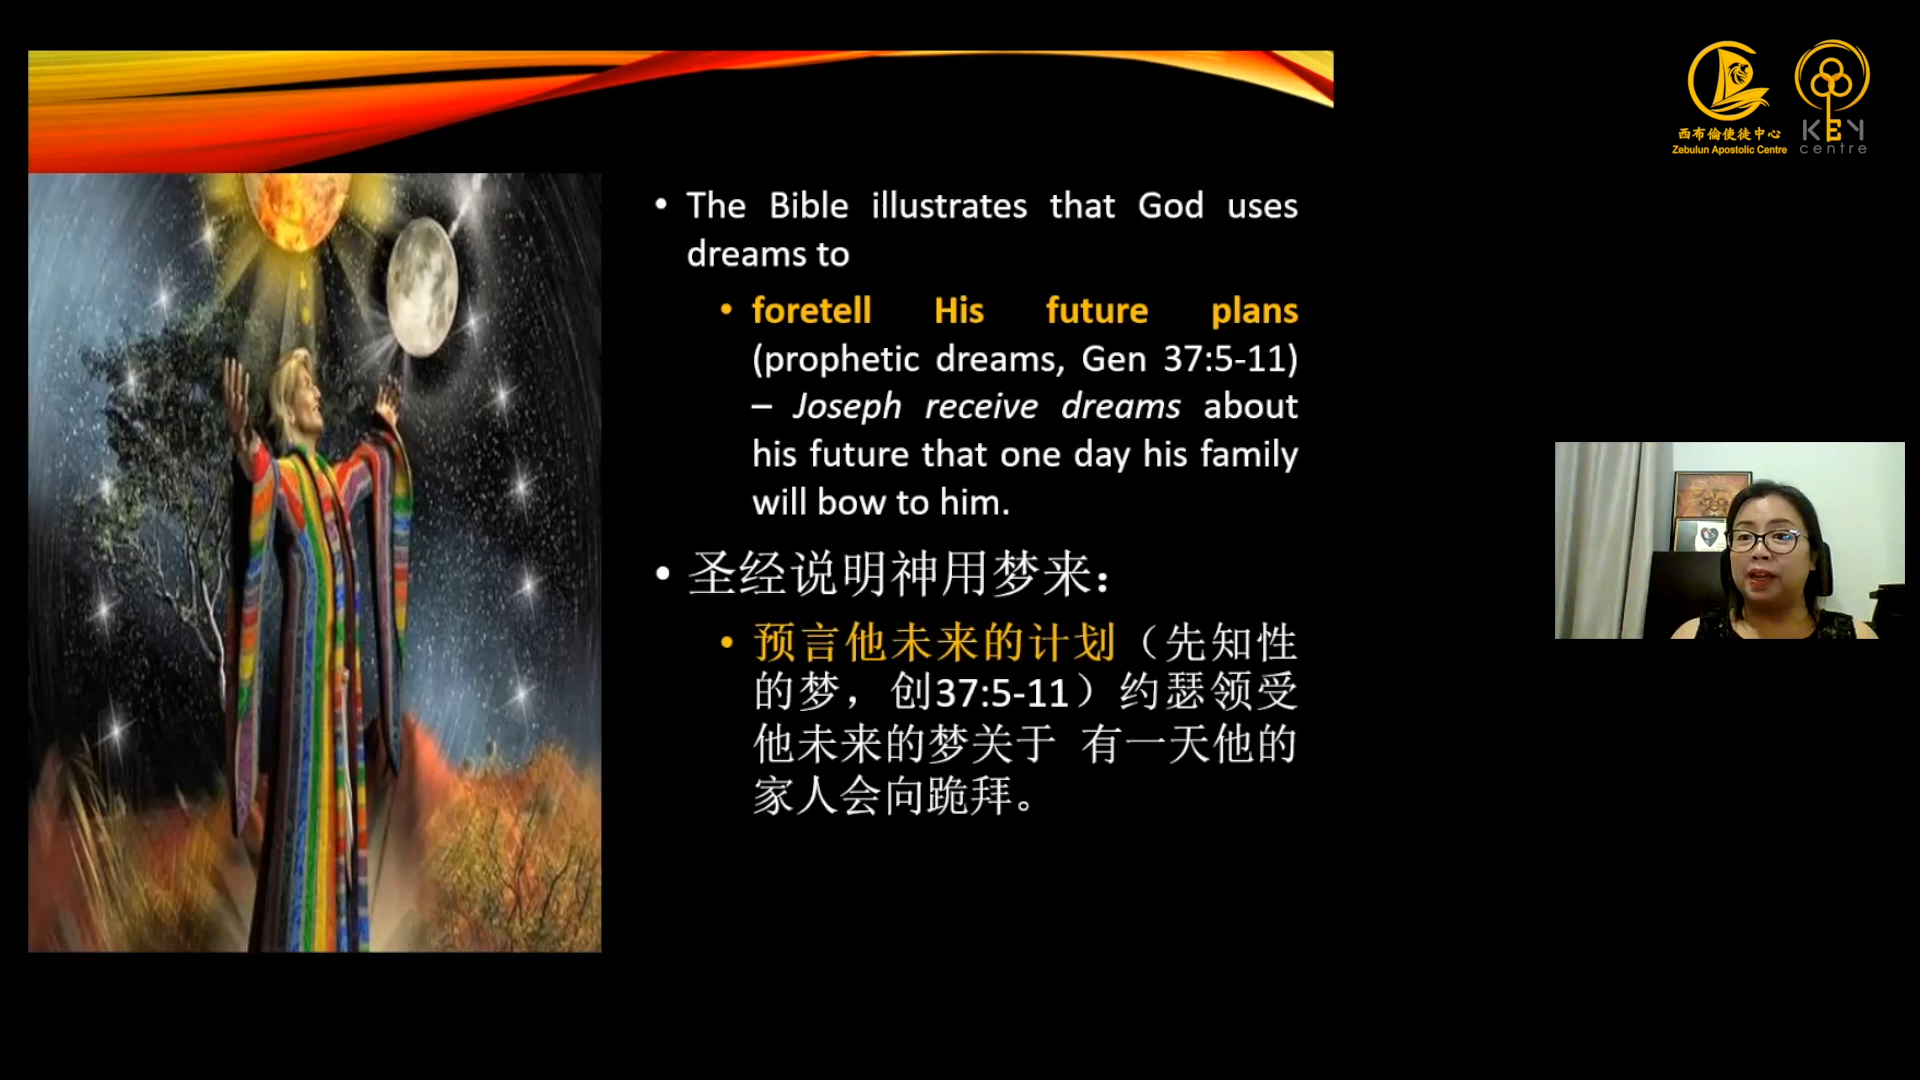 西布倫使徒中心
Zebulun Apostolic Centre
KEY
centre
• The Bible illustrates that God uses
dreams to
• foretell His future plans
(prophetic dreams, Gen 37:5-11)
– Joseph receive dreams about
his future that one day his family
will bow to him.
• 圣经说明神用梦来：
• 预言他未来的计划（先知性
的梦，创37:5-11）约瑟领受
他未来的梦关于 有一天他的
家人会向跪拜。